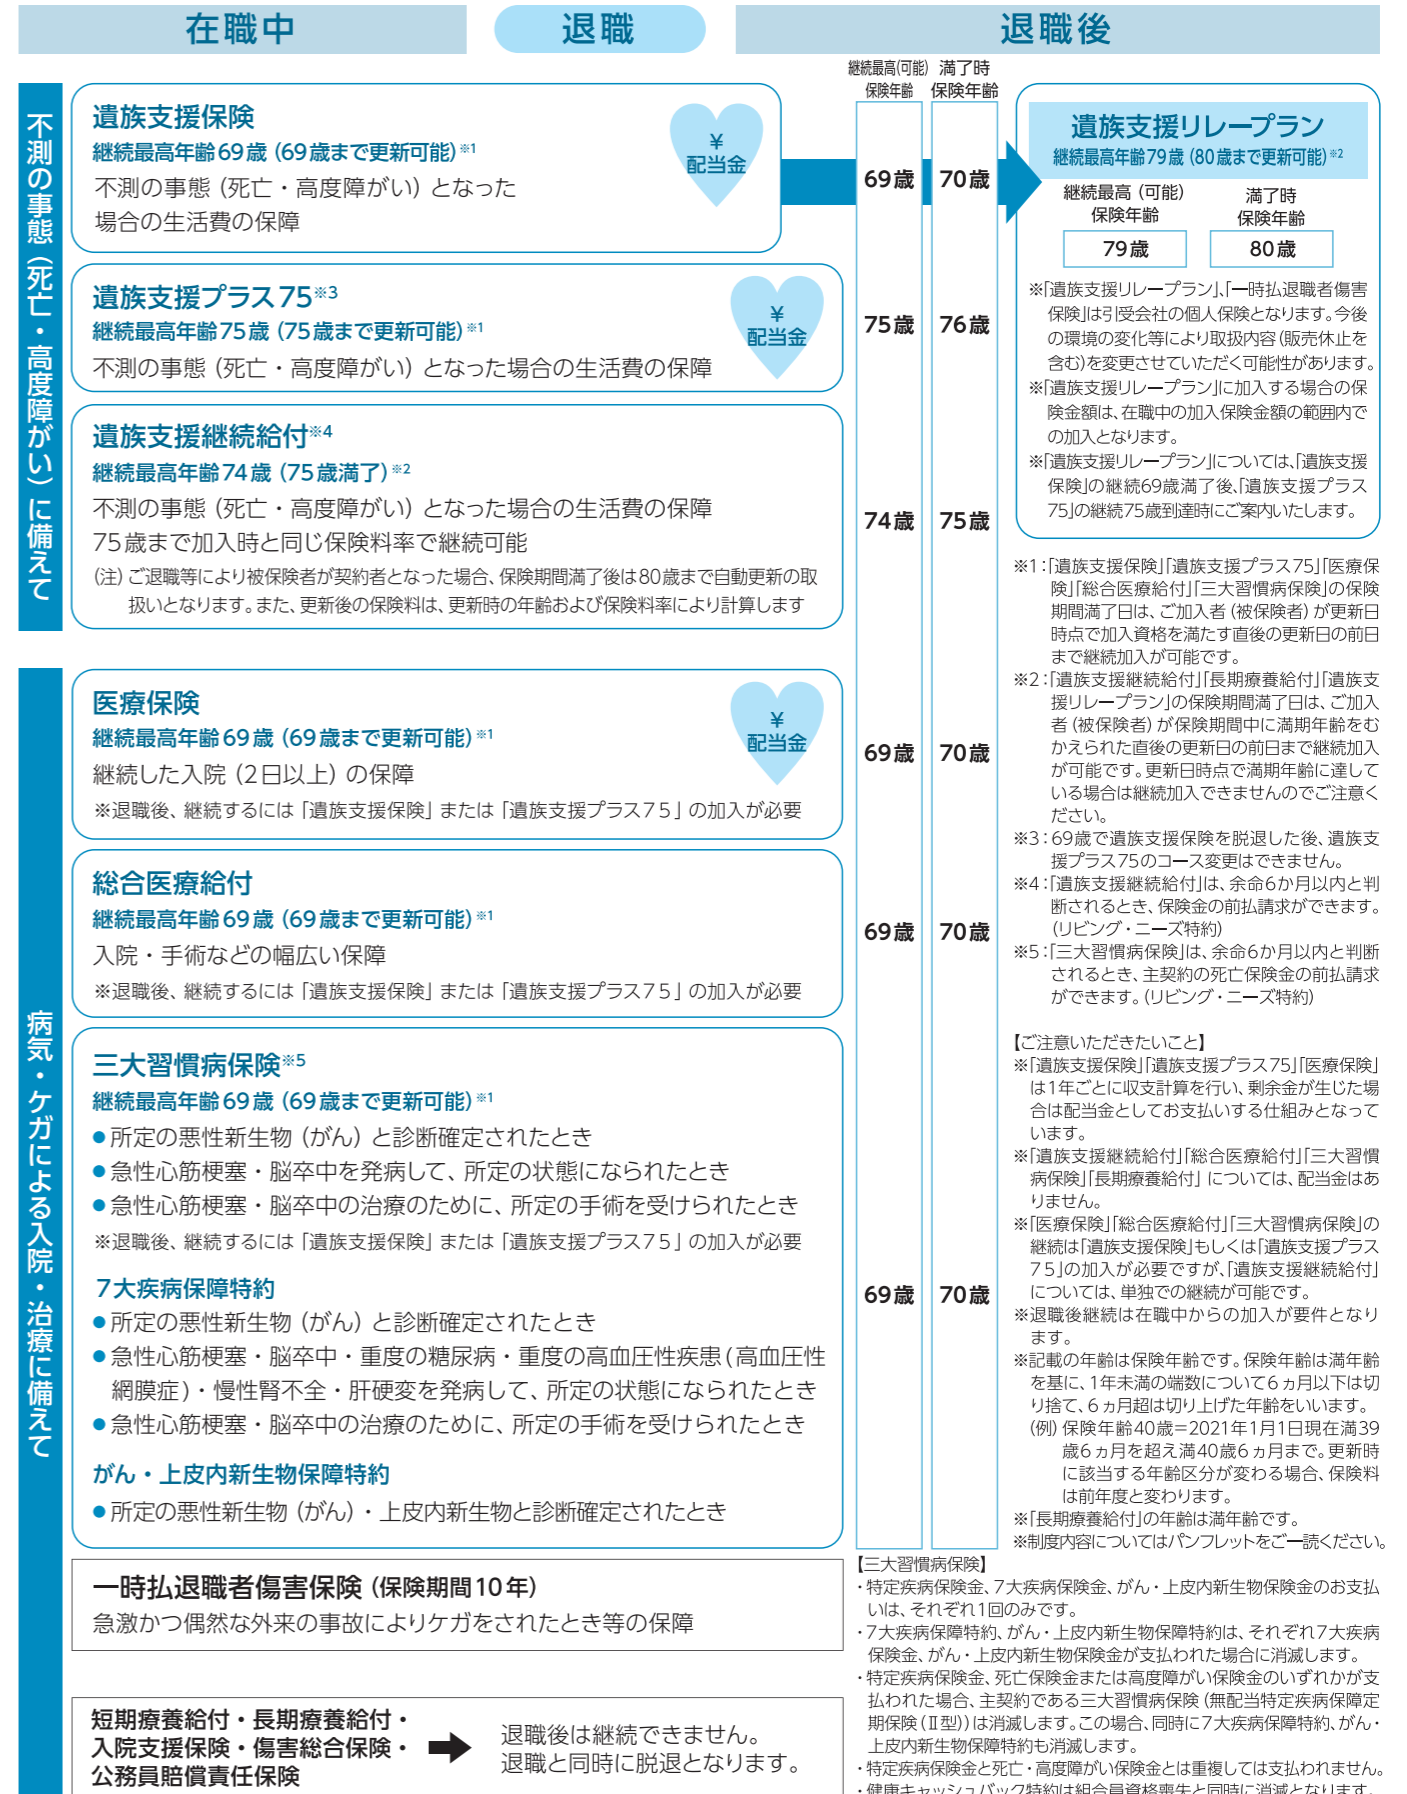 在職中
退職
退職後
不測の事態（死亡・高度障がい）に備えて
遺族支援保険
継続最高年齢69歳（69歳まで更新可能）※1
不測の事態（死亡・高度障がい）となった
場合の生活費の保障
¥
配当金
継続最高(可能)
保険年齢
満了時
保険年齢
69歳
70歳
遺族支援リレープラン
継続最高年齢79歳（80歳まで更新可能）※2
継続最高（可能）
保険年齢
満了時
保険年齢
79歳
80歳
※「遺族支援リレープラン」、「一時払退職者傷害
保険」は引受会社の個人保険となります。今後
の環境の変化等により取扱内容(販売休止を
含む)を変更させていただく可能性があります。
※「遺族支援リレープラン」に加入する場合の保
険金額は、在職中の加入保険金額の範囲内で
の加入となります。
※「遺族支援リレープラン」については、「遺族支援
保険」の継続69歳満了後、「遺族支援プラス
75」の継続75歳到達時にご案内いたします。
遺族支援プラス75※3
継続最高年齢75歳（75歳まで更新可能）※1
不測の事態（死亡・高度障がい）となった場合の生活費の保障
¥
配当金
75歳
76歳
遺族支援継続給付※4
継続最高年齢74歳（75歳満了）※2
不測の事態（死亡・高度障がい）となった場合の生活費の保障
75歳まで加入時と同じ保険料率で継続可能
(注) ご退職等により被保険者が契約者となった場合、保険期間満了後は80歳まで自動更新の取
扱いとなります。また、更新後の保険料は、更新時の年齢および保険料率により計算します
74歳
75歳
病気・ケガによる入院・治療に備えて
医療保険
継続最高年齢69歳（69歳まで更新可能）※1
継続した入院（2日以上）の保障
※退職後、継続するには「遺族支援保険」または「遺族支援プラス75」の加入が必要
¥
配当金
69歳
70歳
総合医療給付
継続最高年齢69歳（69歳まで更新可能）※1
入院・手術などの幅広い保障
※退職後、継続するには「遺族支援保険」または「遺族支援プラス75」の加入が必要
69歳
70歳
三大習慣病保険※5
継続最高年齢69歳（69歳まで更新可能）※1
●所定の悪性新生物（がん）と診断確定されたとき
●急性心筋梗塞・脳卒中を発病して、所定の状態になられたとき
●急性心筋梗塞・脳卒中の治療のために、所定の手術を受けられたとき
※退職後、継続するには「遺族支援保険」または「遺族支援プラス75」の加入が必要
7大疾病保障特約
●所定の悪性新生物（がん）と診断確定されたとき
●急性心筋梗塞・脳卒中・重度の糖尿病・重度の高血圧性疾患(高血圧性
網膜症)・慢性腎不全・肝硬変を発病して、所定の状態になられたとき
●急性心筋梗塞・脳卒中の治療のために、所定の手術を受けられたとき
がん・上皮内新生物保障特約
●所定の悪性新生物（がん）・上皮内新生物と診断確定されたとき
69歳
70歳
※1：「遺族支援保険」「遺族支援プラス75」「医療保
険」「総合医療給付」「三大習慣病保険」の保険
期間満了日は、ご加入者（被保険者）が更新日
時点で加入資格を満たす直後の更新日の前日
まで継続加入が可能です。
※2：「遺族支援継続給付」「長期療養給付」「遺族支
援リレープラン」の保険期間満了日は、ご加入
者（被保険者）が保険期間中に満期年齢をむ
かえられた直後の更新日の前日まで継続加入
が可能です。更新日時点で満期年齢に達して
いる場合は継続加入できませんのでご注意く
ださい。
※3：69歳で遺族支援保険を脱退した後、遺族支
援プラス75のコース変更はできません。
※4：「遺族支援継続給付」は、余命6か月以内と判
断されるとき、保険金の前払請求ができます。
(リビング・ニーズ特約)
※5：「三大習慣病保険」は、余命6か月以内と判断
されるとき、主契約の死亡保険金の前払請求
ができます。(リビング・ニーズ特約)
【ご注意いただきたいこと】
※「遺族支援保険」「遺族支援プラス75」「医療保険」
は1年ごとに収支計算を行い、剰余金が生じた場
合は配当金としてお支払いする仕組みとなって
います。
※「遺族支援継続給付」「総合医療給付」「三大習慣
病保険」「長期療養給付」については、配当金はあ
りません。
※「医療保険」「総合医療給付」「三大習慣病保険」の
継続は「遺族支援保険」もしくは「遺族支援プラス
75」の加入が必要ですが、「遺族支援継続給付」
については、単独での継続が可能です。
※退職後継続は在職中からの加入が要件となり
ます。
※記載の年齢は保険年齢です。保険年齢は満年齢
を基に、1年未満の端数について6ヵ月以下は切
り捨て、6ヵ月超は切り上げた年齢をいいます。
(例) 保険年齢40歳=2021年1月1日現在満39
歳6ヵ月を超え満40歳6ヵ月まで。更新時
に該当する年齢区分が変わる場合、保険料
は前年度と変わります。
※「長期療養給付」の年齢は満年齢です。
※制度内容についてはパンフレットをご一読ください。
一時払退職者傷害保険（保険期間10年）
急激かつ偶然な外来の事故によりケガをされたとき等の保障
短期療養給付・長期療養給付・
入院支援保険・傷害総合保険・
公務員賠償責任保険
退職後は継続できません。
退職と同時に脱退となります。
【三大習慣病保険】
・特定疾病保険金、7大疾病保険金、がん・上皮内新生物保険金のお支払
いは、それぞれ1回のみです。
・7大疾病保障特約、がん・上皮内新生物保障特約は、それぞれ7大疾病
保険金、がん・上皮内新生物保険金が支払われた場合に消滅します。
・特定疾病保険金、死亡保険金または高度障がい保険金のいずれかが支
払われた場合、主契約である三大習慣病保険(無配当特定疾病保障定
期保険(Ⅱ型))は消滅します。この場合、同時に7大疾病保障特約、がん・
上皮内新生物保障特約も消滅します。
・特定疾病保険金と死亡・高度障がい保険金とは重複しては支払われません。
・健康キャッシュバック特約は組合員資格喪失と同時に消滅となります。